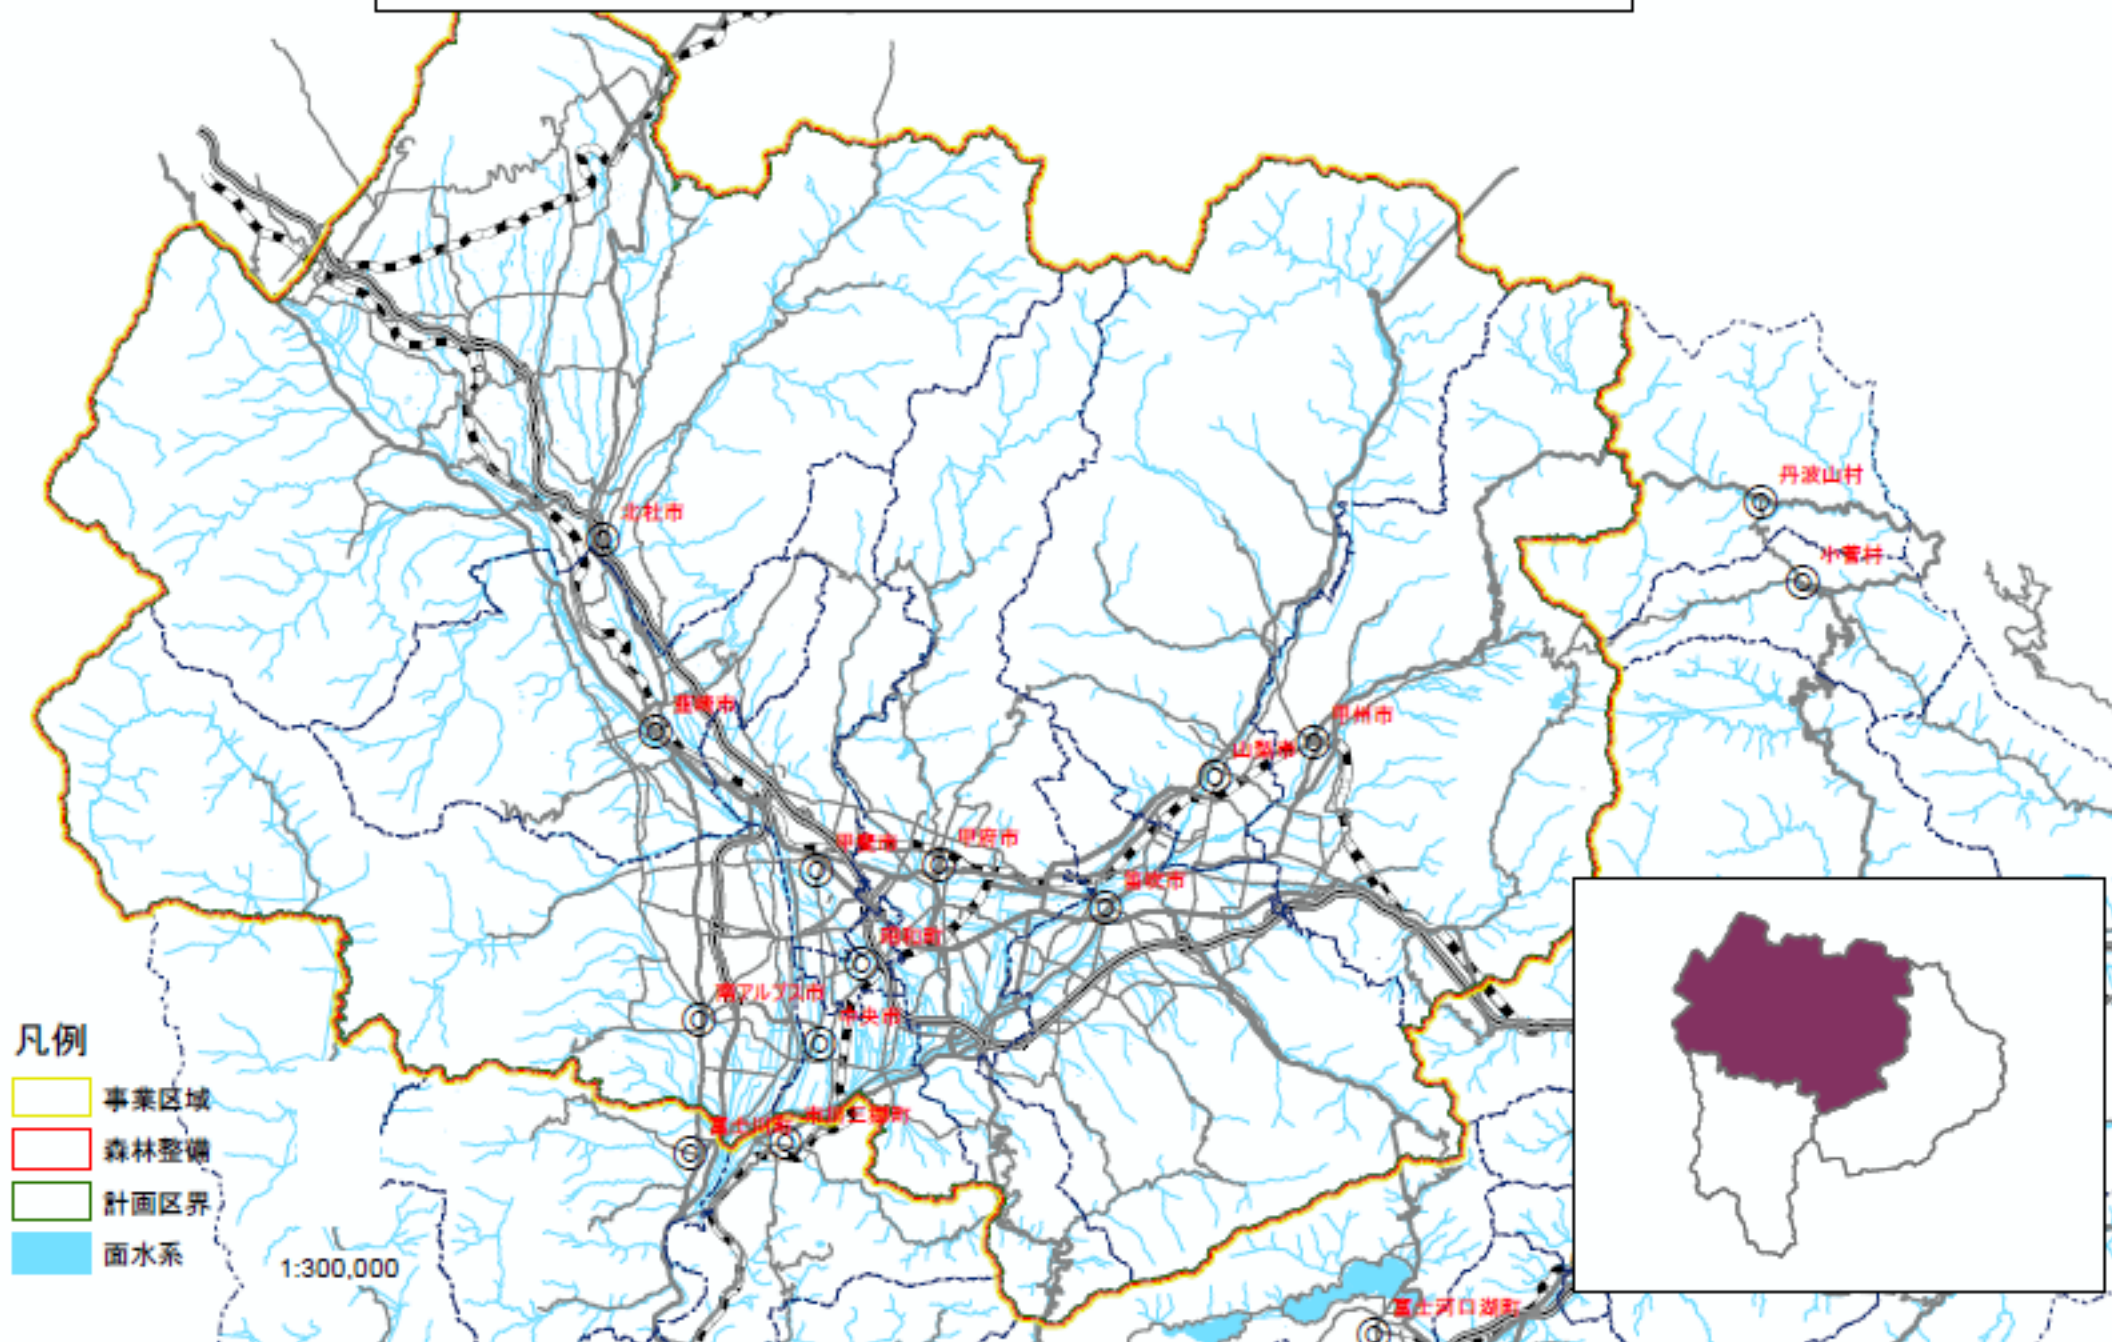 丹波山村
北杜市
小菅村
韮崎市
甲州市
山梨市
甲斐市
甲府市
笛吹市
昭和町
南アルプス市
中央市
凡例
事業区域
富士川町
市川三郷町
森林整備
計画区界
面水系
1:300,000
富士河口湖町